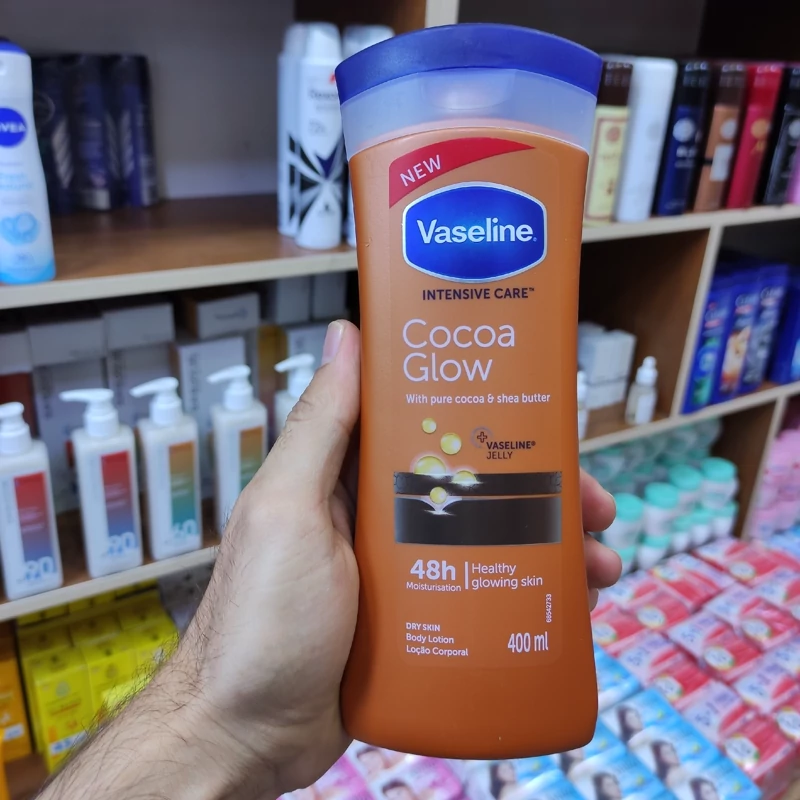 NEW
Vaseline®
INTENSIVE CARE™
Cocoa
Glow
With pure cocoa & shea butter
VASELINE®
JELLY
48h
Moisturisation
Healthy
glowing skin
68542733
DRY SKIN
Body Lotion
Loção Corporal
400 ml